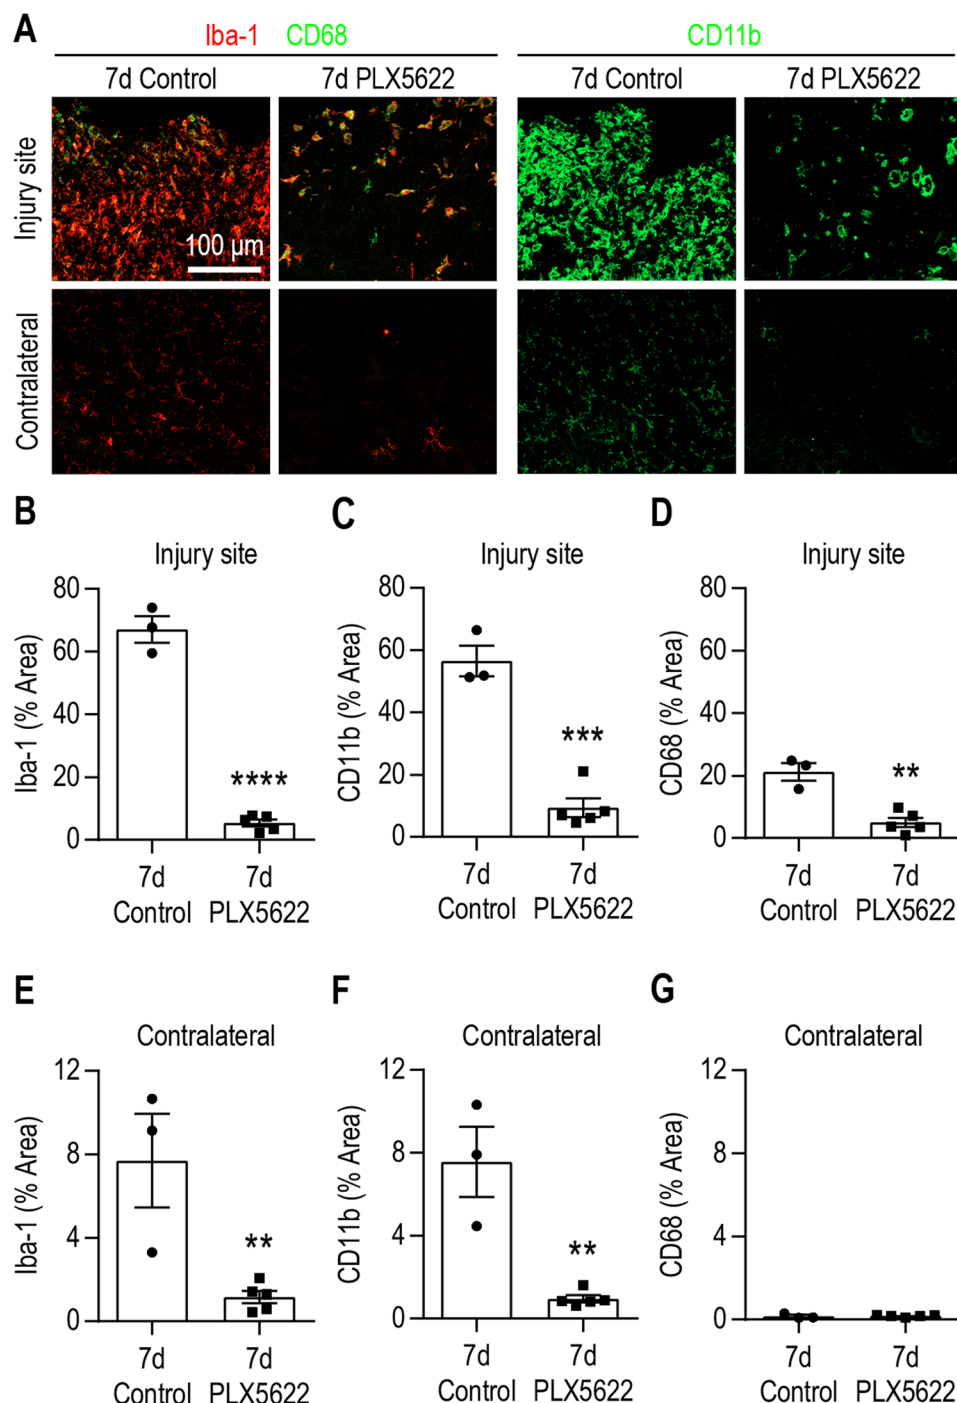 A
Iba-1 CD68
CD11b
7d Control
7d PLX5622
7d Control
7d PLX5622
Injury site
100 µm
Contralateral
B
Injury site
Iba-1 (% Area)
80
60
40
20
0
****
7d
Control
7d
PLX5622
C
Injury site
CD11b (% Area)
80
60
40
20
0
***
7d
Control
7d
PLX5622
D
Injury site
CD68 (% Area)
80
60
40
20
0
**
7d
Control
7d
PLX5622
E
Contralateral
Iba-1 (% Area)
12
8
4
0
**
7d
Control
7d
PLX5622
F
Contralateral
CD11b (% Area)
12
8
4
0
**
7d
Control
7d
PLX5622
G
Contralateral
CD68 (% Area)
12
8
4
0
7d
Control
7d
PLX5622